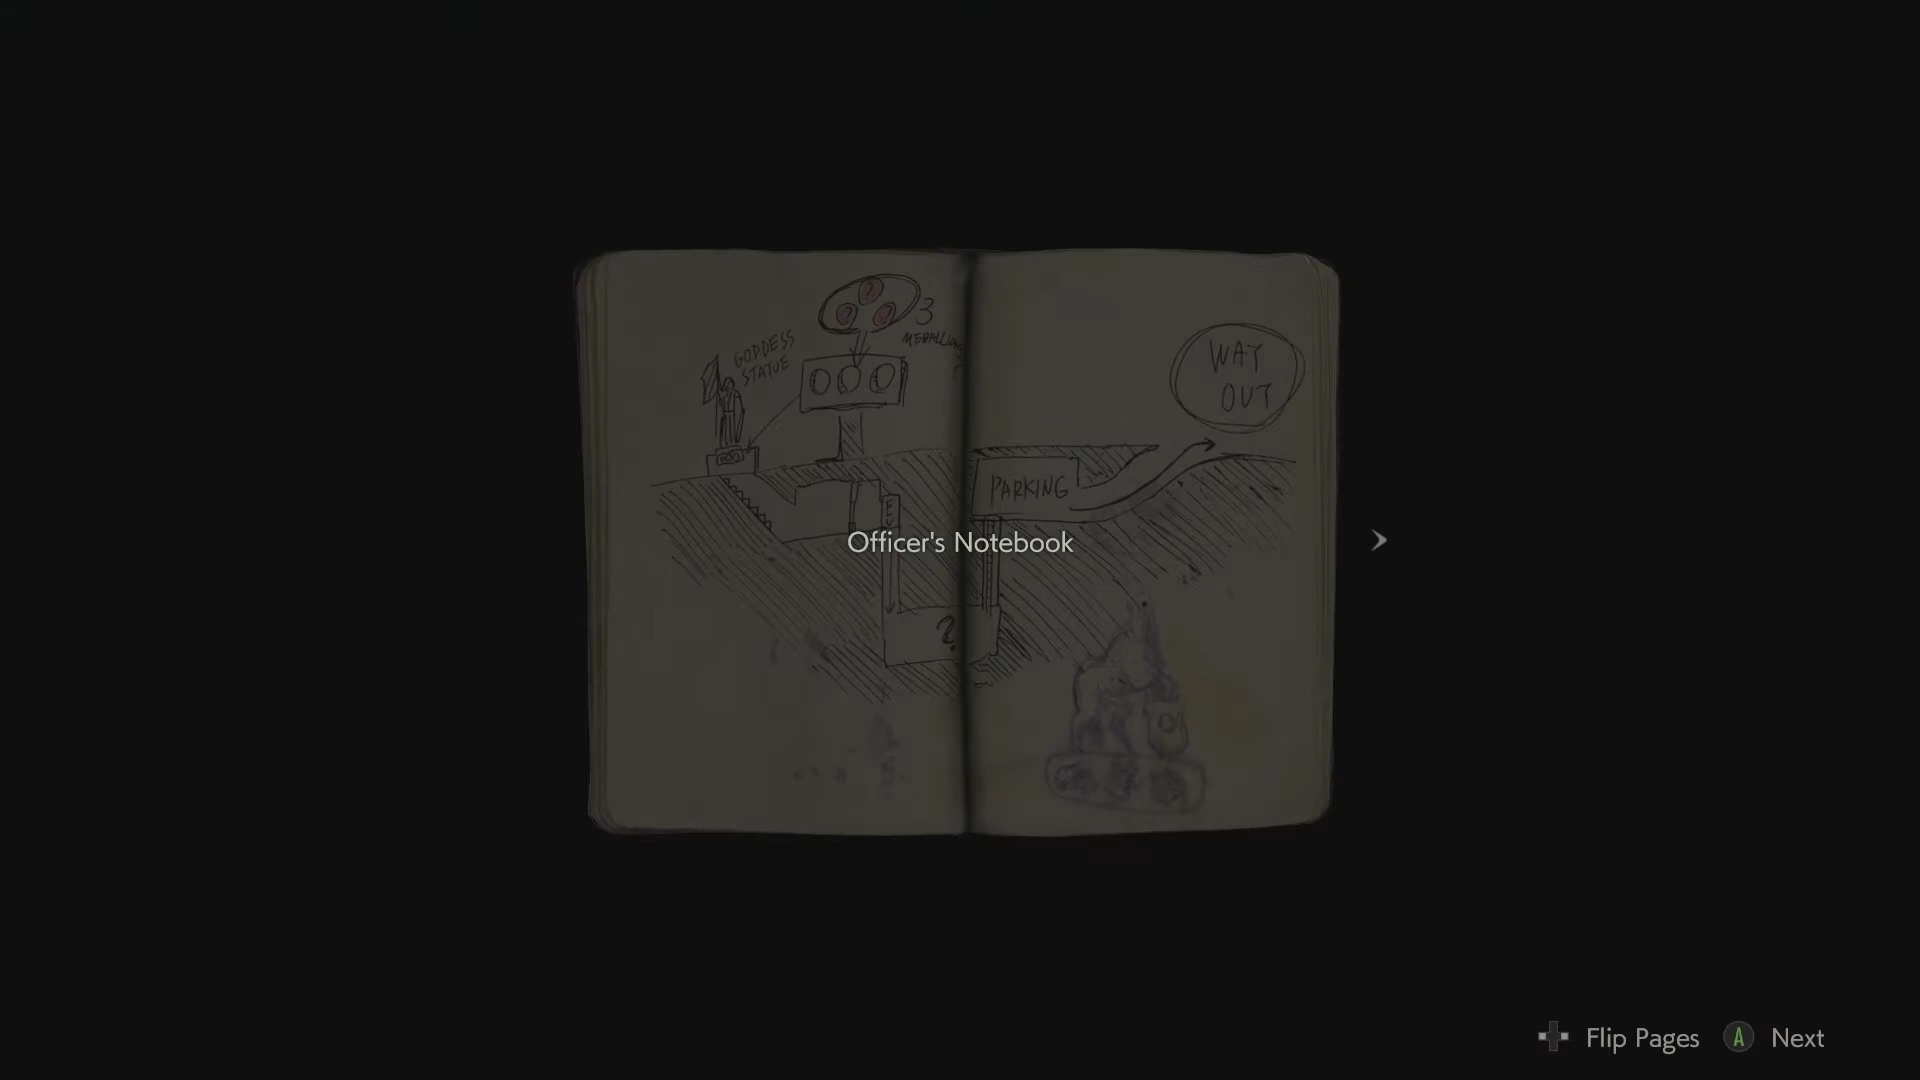 3
MEDALLIONS
GODDESS
STATUE
WAY
OUT
PARKING
Officer's Notebook
?
A
Flip Pages
Next